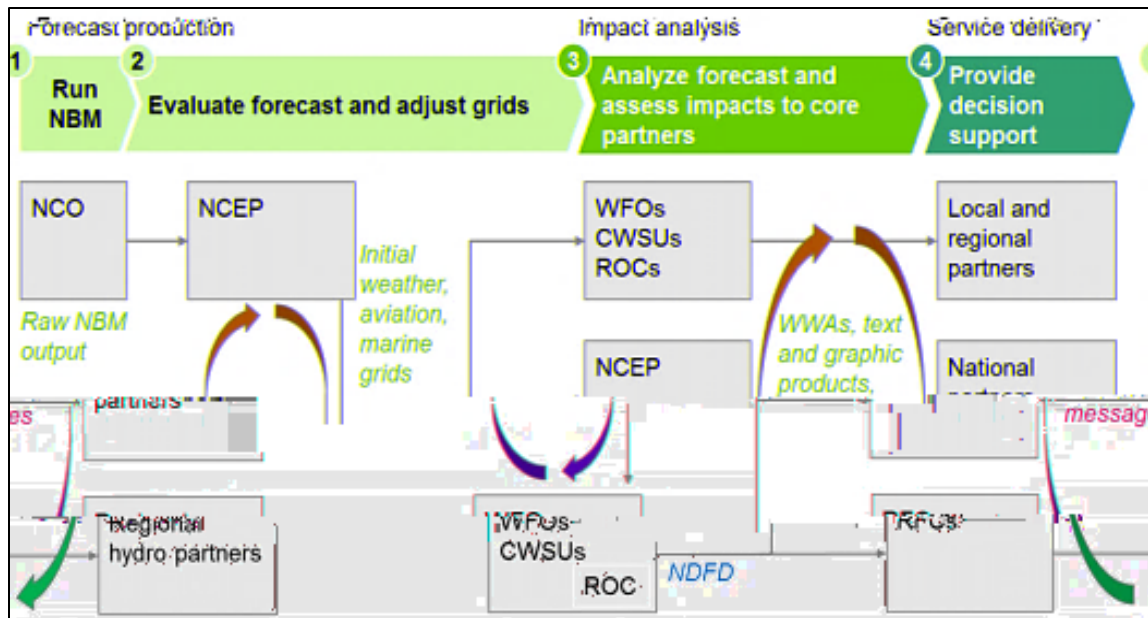 Forecast production
Impact analysis
Service delivery
1
2
3
4
Run
NBM
Evaluate forecast and adjust grids
Analyze forecast and
assess impacts to core
partners
Provide
decision
support
NCO
NCEP
WFOs
CWSUs
ROCs
Local and
regional
partners
Initial
weather,
aviation,
marine
grids
Raw NBM
output
WWAs, text
and graphic
products,
NCEP
National
partners
partners
es
messag
Regional
hydro partners
WFOs
CWSUs
ROC
NDFD